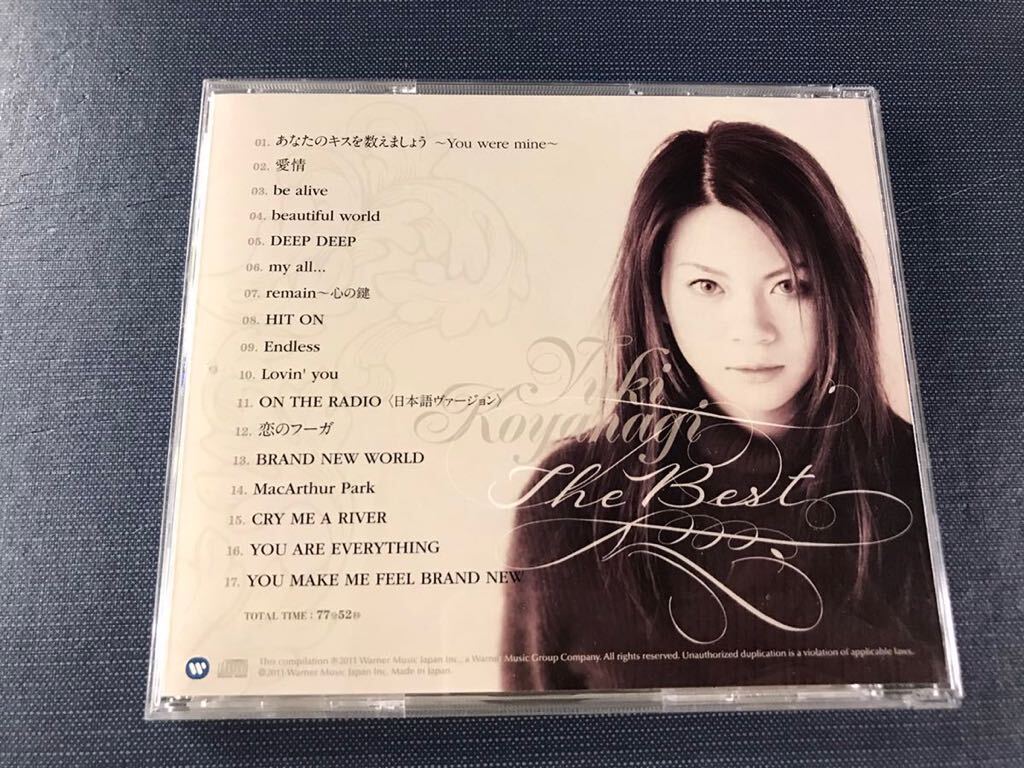 01. あなたのキスを数えましょう ～You were mine～
02. 愛情
03. be alive
04. beautiful world
05. DEEP DEEP
06. my all...
07. remain～心の鍵
08. HIT ON
09. Endless
10. Lovin' you
11. ON THE RADIO〈日本語ヴァージョン〉
12. 恋のフーガ
13. BRAND NEW WORLD
14. MacArthur Park
15. CRY ME A RIVER
16. YOU ARE EVERYTHING
17. YOU MAKE ME FEEL BRAND NEW
TOTAL TIME : 77分52秒
Yuki
Koyanagi
The Best
This compilation ℗2011 Warner Music Japan Inc., a Warner Music Group Company. All rights reserved. Unauthorized duplication is a violation of applicable laws.
©2011 Warner Music Japan Inc. Made in Japan.